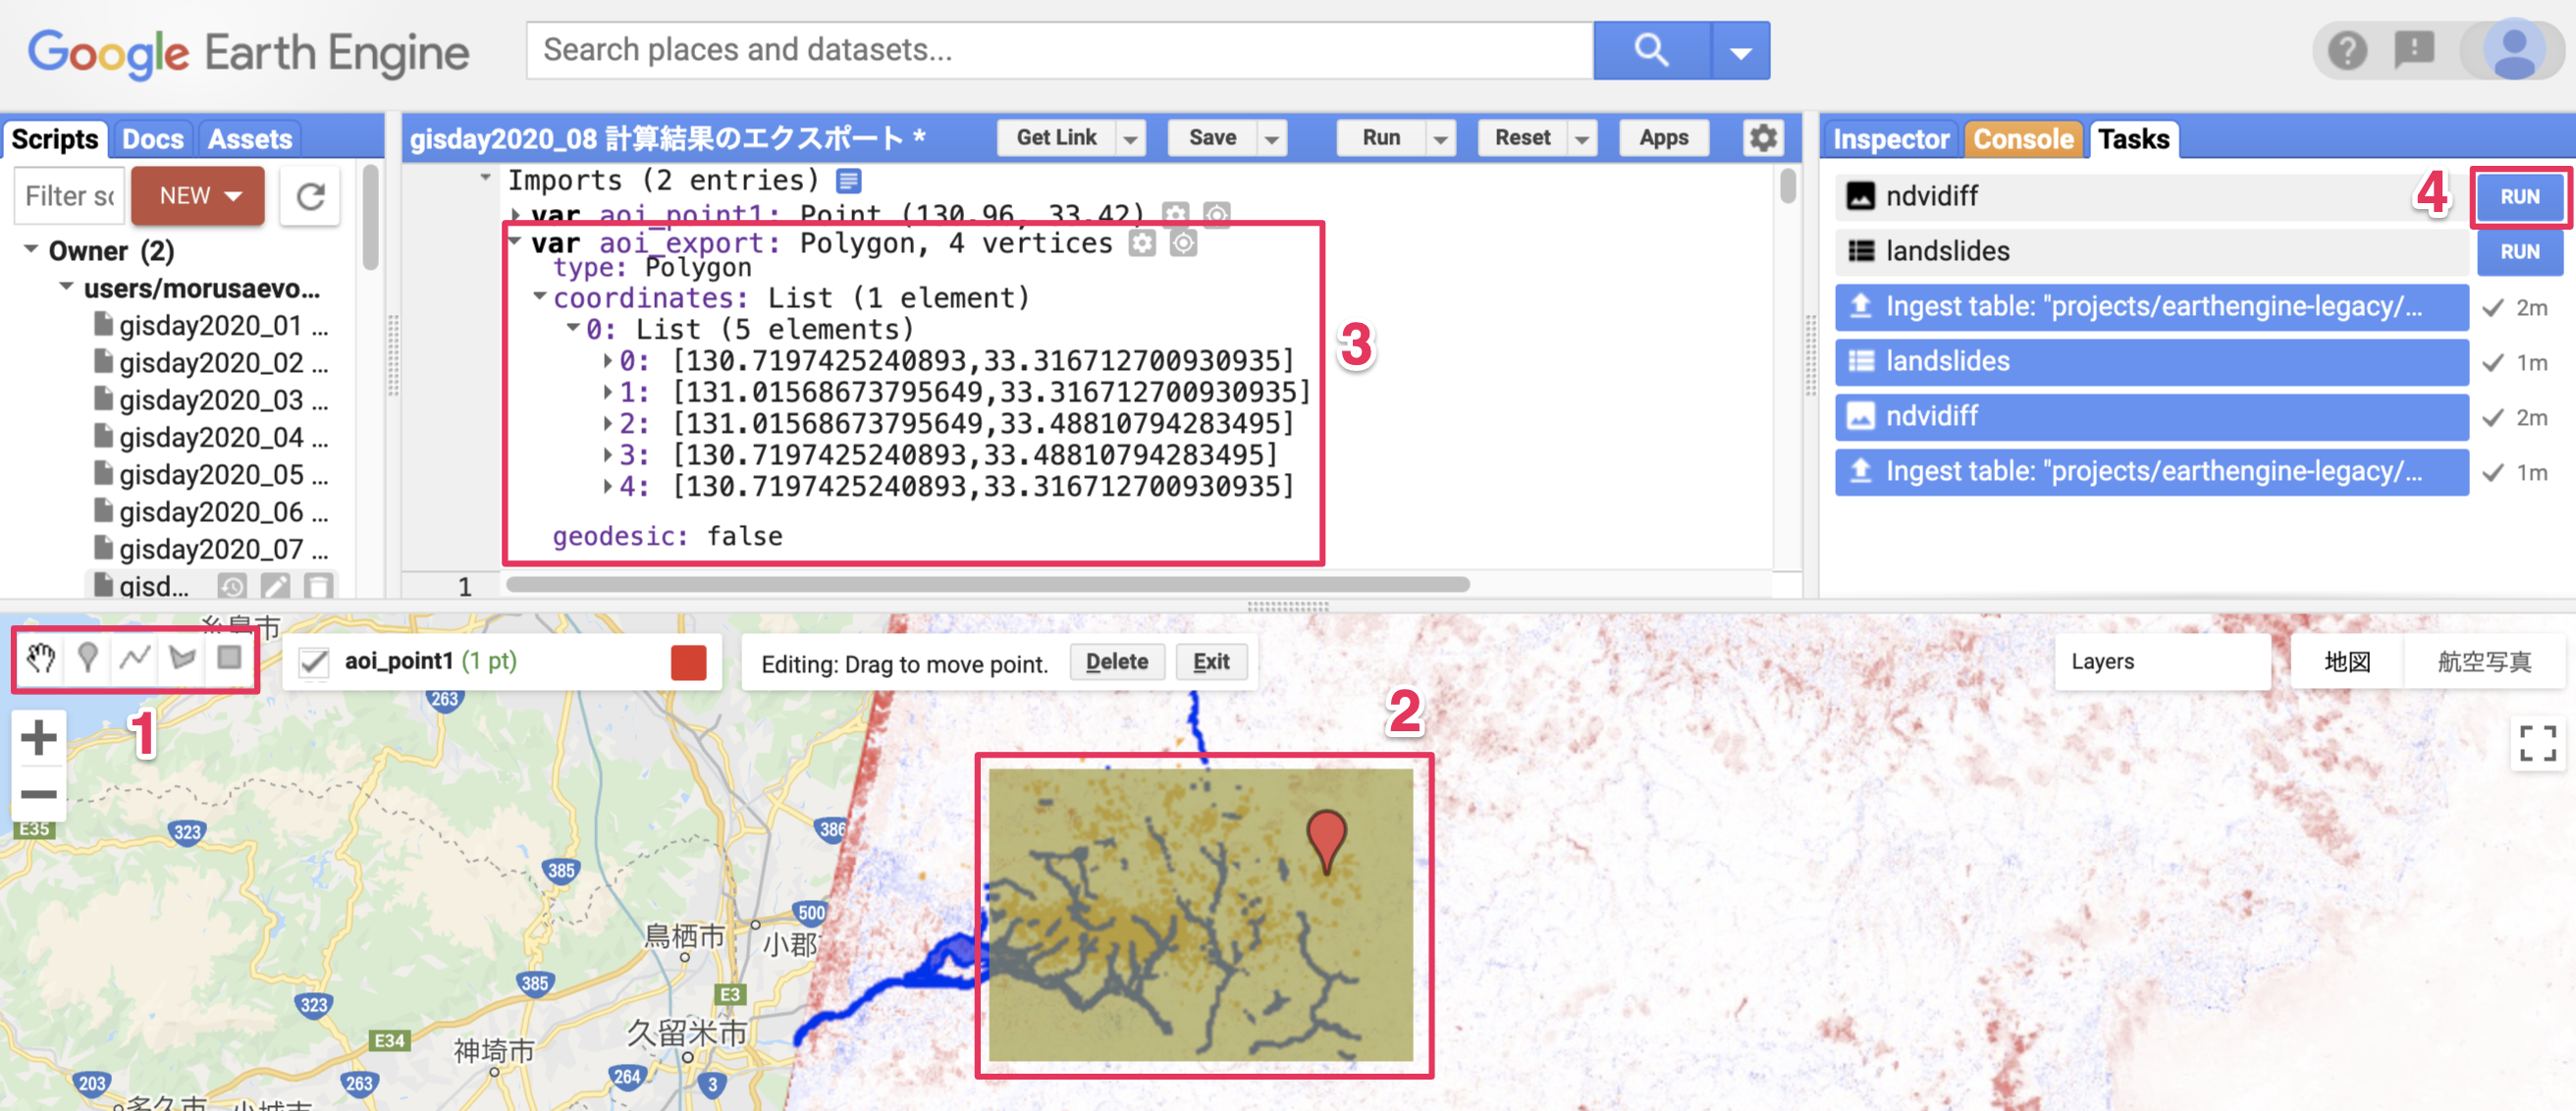 Google Earth Engine
Search places and datasets...
Scripts
Docs
Assets
Filter sc
NEW
Owner (2)
users/morusaevo...
gisday2020_01 ...
gisday2020_02 ...
gisday2020_03 ...
gisday2020_04 ...
gisday2020_05 ...
gisday2020_06 ...
gisday2020_07 ...
gisd...
gisday2020_08 計算結果のエクスポート *
Get Link
Save
Run
Reset
Apps
Imports (2 entries)
var aoi_point1: Point (130.96, 33.42)
var aoi_export: Polygon, 4 vertices
type: Polygon
coordinates: List (1 element)
0: List (5 elements)
0: [130.7197425240893,33.316712700930935]
1: [131.01568673795649,33.316712700930935]
2: [131.01568673795649,33.48810794283495]
3: [130.7197425240893,33.48810794283495]
4: [130.7197425240893,33.316712700930935]
geodesic: false
1
3
Inspector
Console
Tasks
ndvidiff
4
RUN
landslides
RUN
Ingest table: "projects/earthengine-legacy/...
2m
landslides
1m
ndvidiff
2m
Ingest table: "projects/earthengine-legacy/...
1m
糸島市
aoi_point1 (1 pt)
Editing: Drag to move point.
Delete
Exit
Layers
地図
航空写真
1
2
263
E35
323
386
385
500
鳥栖市
小郡
385
E3
323
久留米市
E34
神埼市
264
3
203
263
多久市
小城市